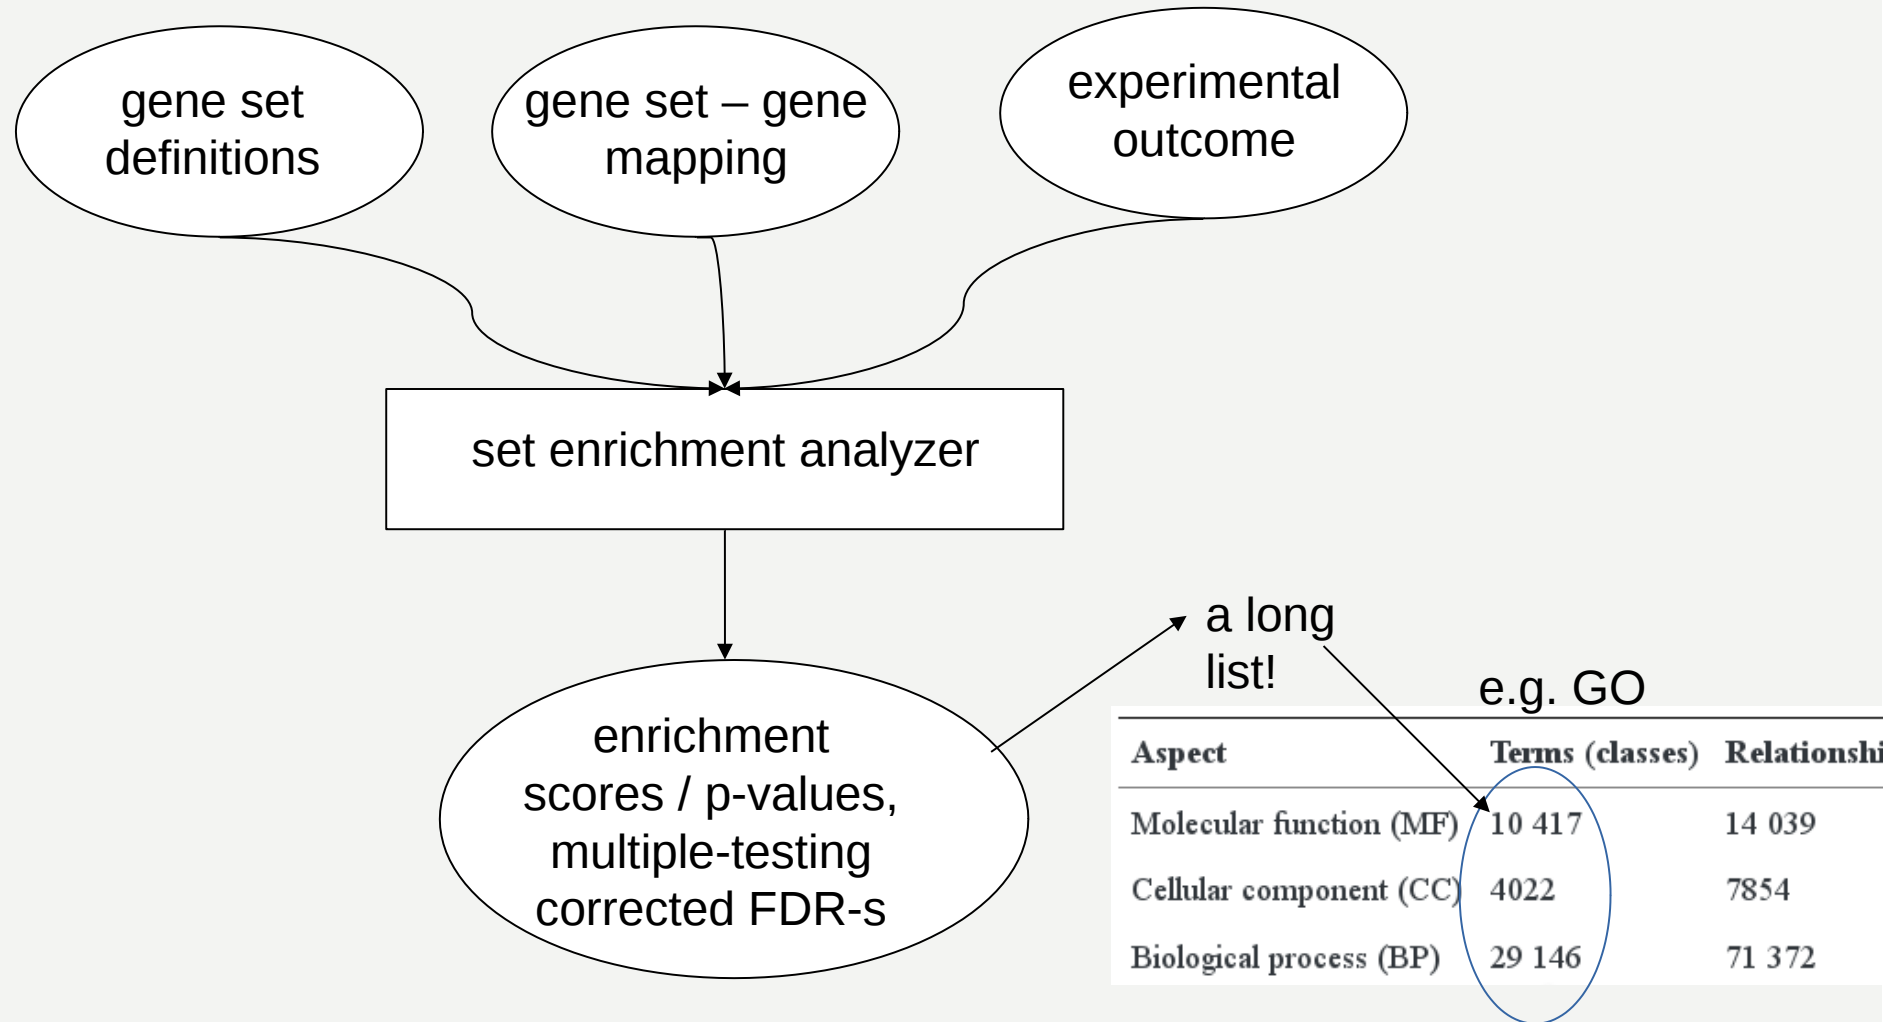 gene set
definitions
gene set – gene
mapping
experimental
outcome
set enrichment analyzer
enrichment
scores / p-values,
multiple-testing
corrected FDR-s
a long
list!
e.g. GO
Aspect Terms (classes) Relationshi
Molecular function (MF) 10 417 14 039
Cellular component (CC) 4022 7854
Biological process (BP) 29 146 71 372